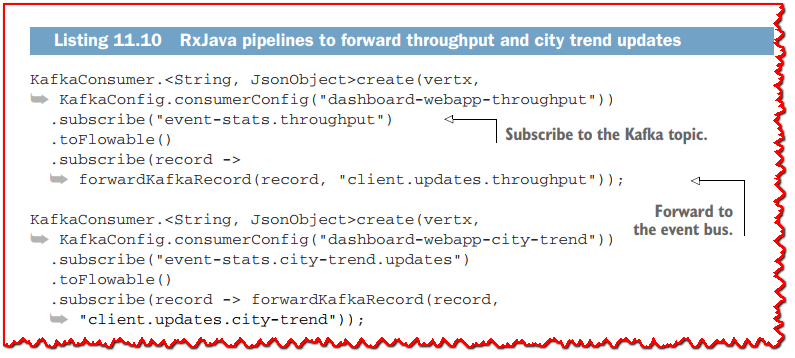 Listing 11.10 RxJava pipelines to forward throughput and city trend updates
KafkaConsumer.<String, JsonObject>create(vertx,
➥ KafkaConfig.consumerConfig("dashboard-webapp-throughput"))
.subscribe("event-stats.throughput")
Subscribe to the Kafka topic.
.toFlowable()
.subscribe(record ->
➥ forwardKafkaRecord(record, "client.updates.throughput"));
Forward to
the event bus.
KafkaConsumer.<String, JsonObject>create(vertx,
➥ KafkaConfig.consumerConfig("dashboard-webapp-city-trend"))
.subscribe("event-stats.city-trend.updates")
.toFlowable()
.subscribe(record -> forwardKafkaRecord(record,
➥ "client.updates.city-trend"));